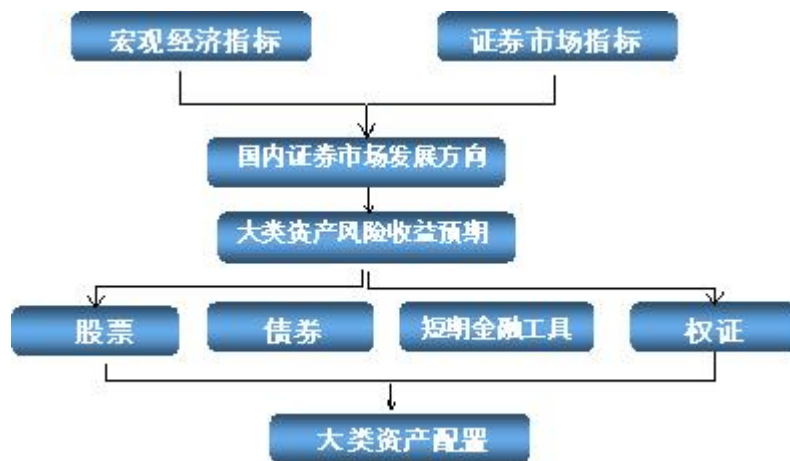 宏观经济指标
证券市场指标
国内证券市场发展方向
大类资产风险收益预期
股票
债券
短期金融工具
权证
大类资产配置